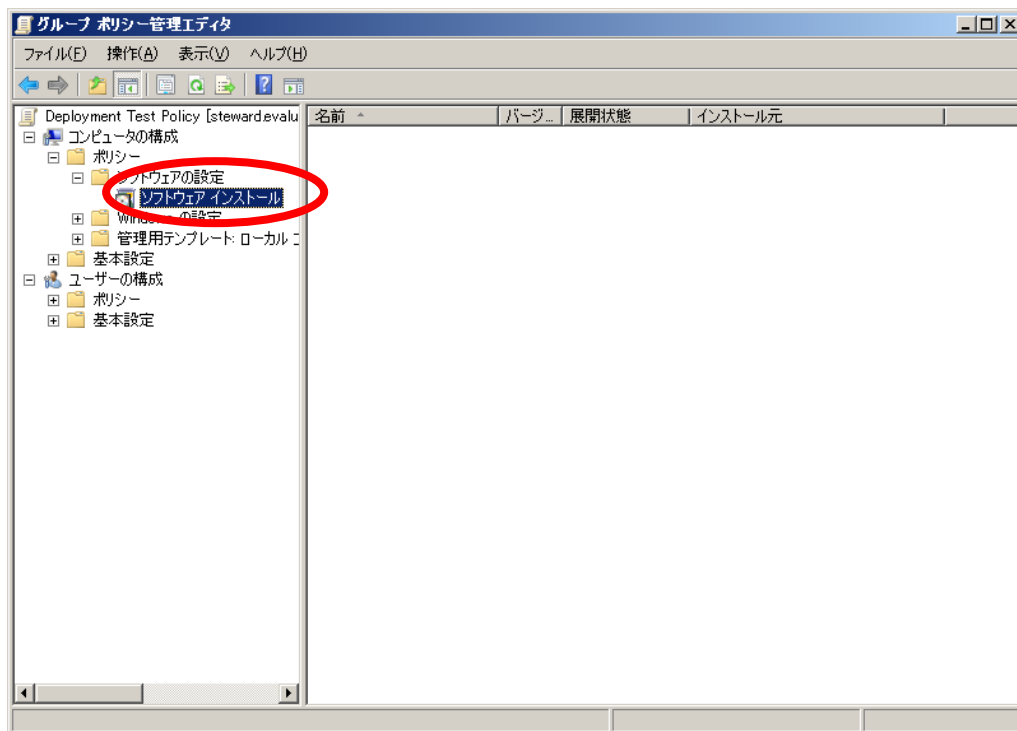 グループ ポリシー管理エディタ
ファイル(F) 操作(A) 表示(V) ヘルプ(H)
Deployment Test Policy [steward.evalu
名前 バージ... 展開状態 インストール元
コンピュータの構成
ポリシー
ソフトウェアの設定
ソフトウェア インストール
Windows の設定
管理用テンプレート: ローカル コ
基本設定
ユーザーの構成
ポリシー
基本設定